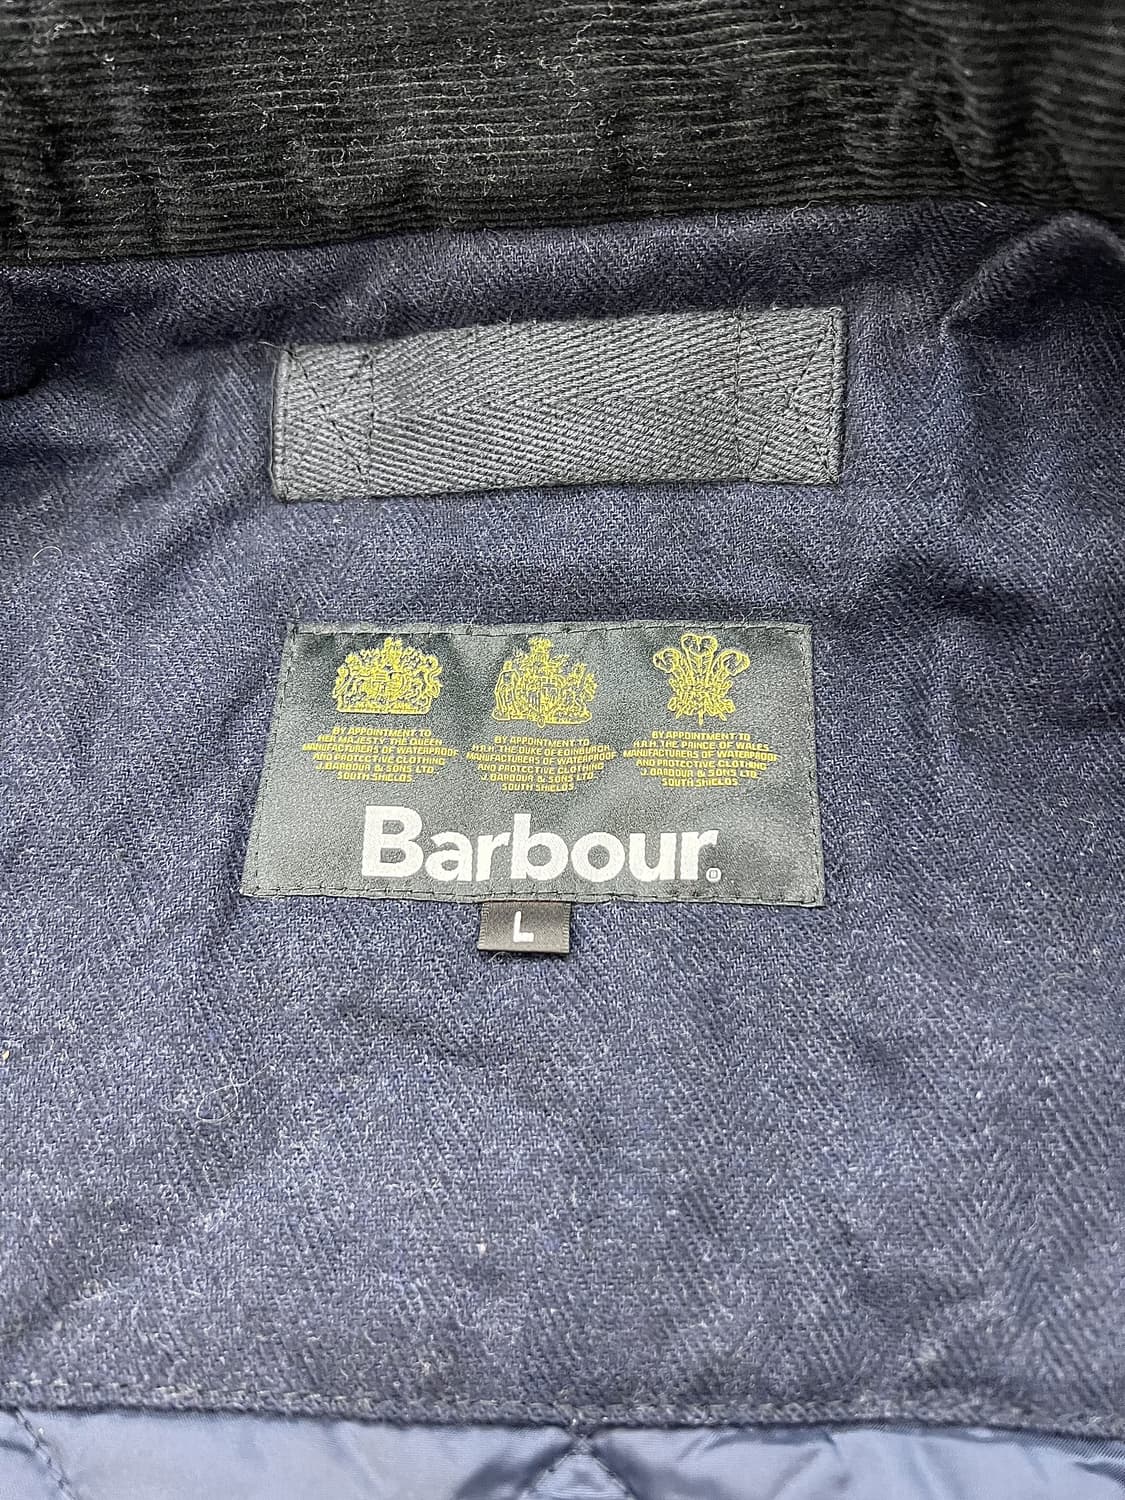 BY APPOINTMENT TO
HER MAJESTY THE QUEEN
MANUFACTURERS OF WATERPROOF
AND PROTECTIVE CLOTHING
J. BARBOUR & SONS LTD
SOUTH SHIELDS
BY APPOINTMENT TO
H.R.H. THE DUKE OF EDINBURGH
MANUFACTURERS OF WATERPROOF
AND PROTECTIVE CLOTHING
J. BARBOUR & SONS LTD.
SOUTH SHIELDS
BY APPOINTMENT TO
H.R.H. THE PRINCE OF WALES
MANUFACTURERS OF WATERPROOF
AND PROTECTIVE CLOTHING
J. BARBOUR & SONS LTD
SOUTH SHIELDS
Barbour
L